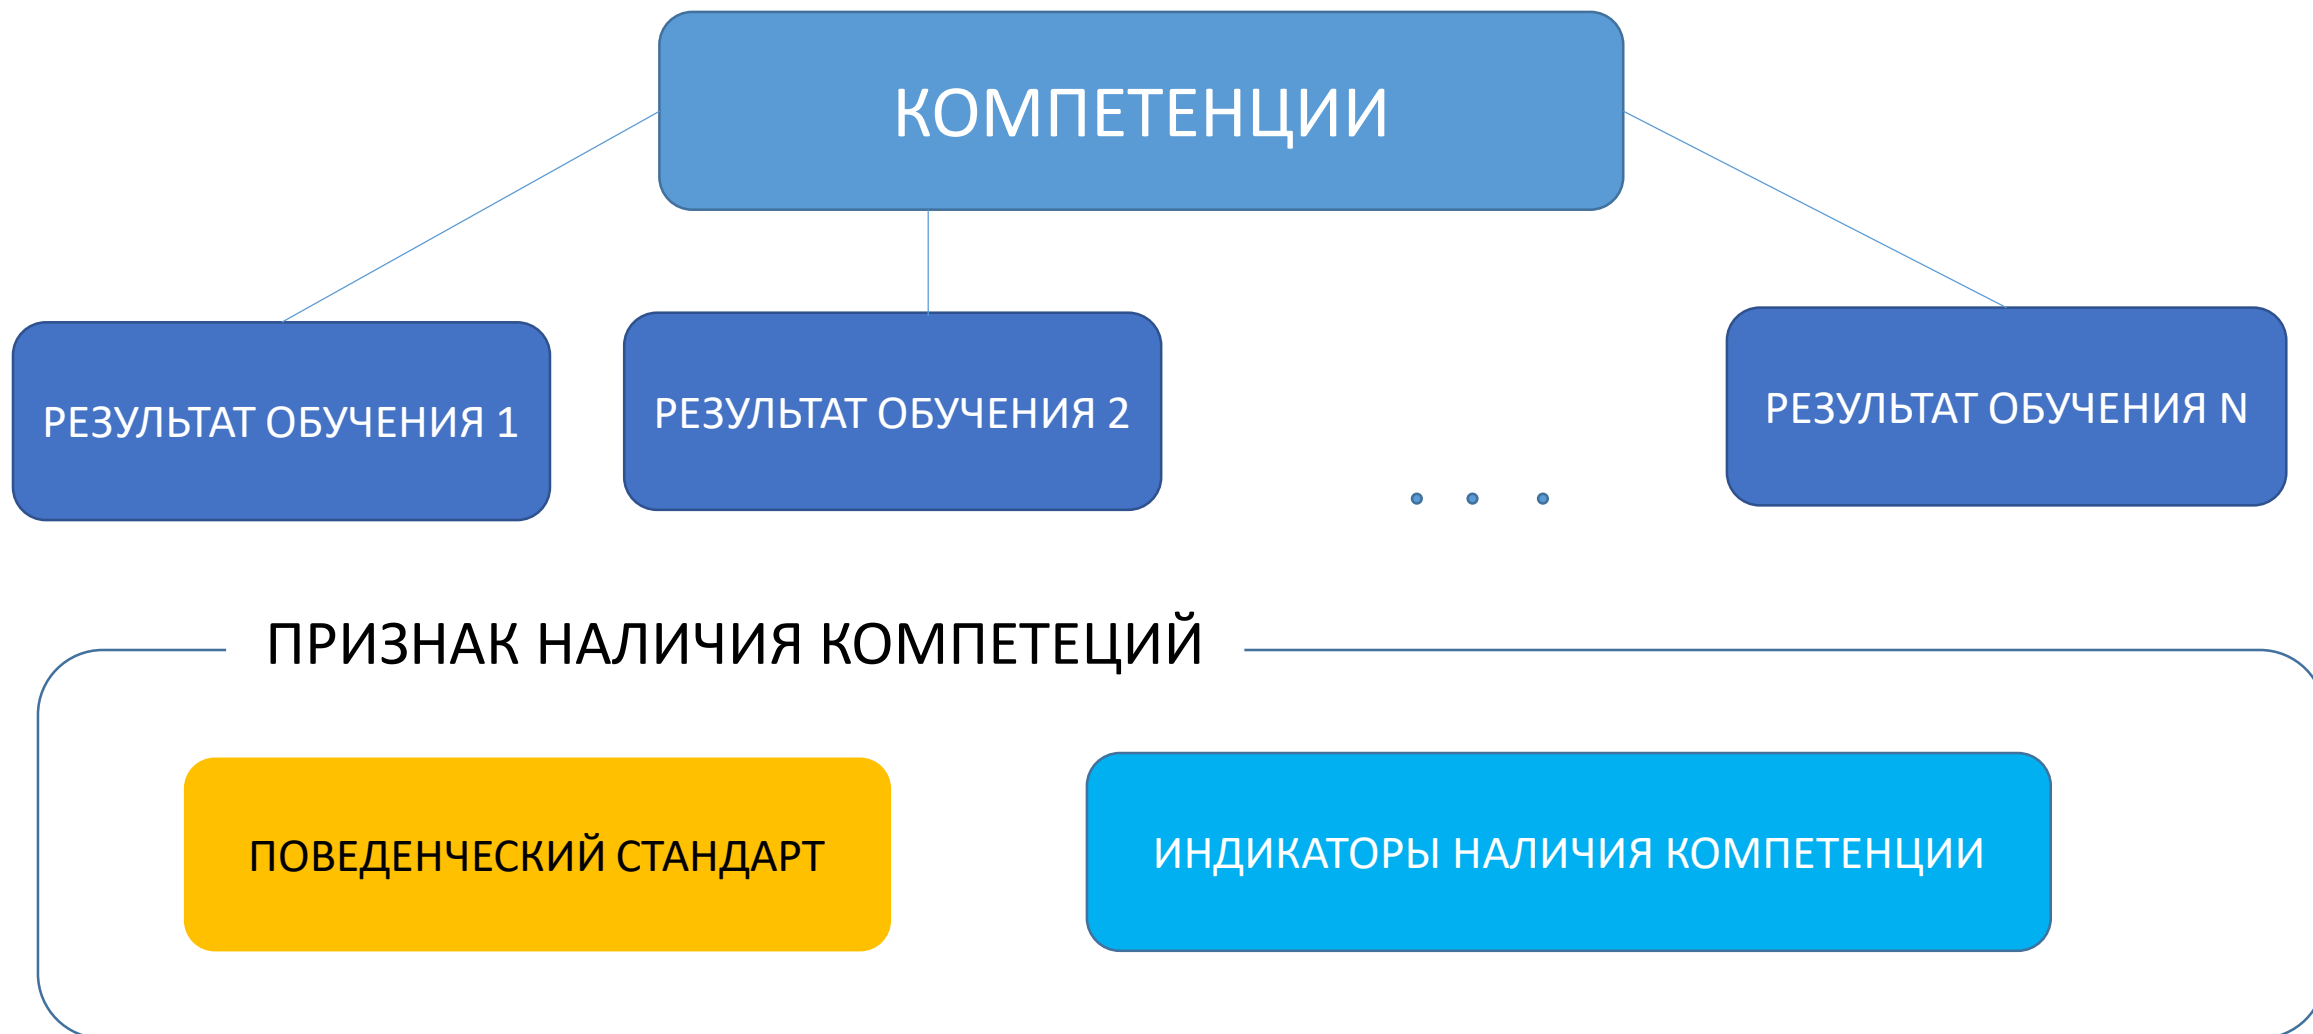 КОМПЕТЕНЦИИ
РЕЗУЛЬТАТ ОБУЧЕНИЯ 1
РЕЗУЛЬТАТ ОБУЧЕНИЯ 2
РЕЗУЛЬТАТ ОБУЧЕНИЯ N
ПРИЗНАК НАЛИЧИЯ КОМПЕТЕЦИЙ
ПОВЕДЕНЧЕСКИЙ СТАНДАРТ
ИНДИКАТОРЫ НАЛИЧИЯ КОМПЕТЕНЦИИ